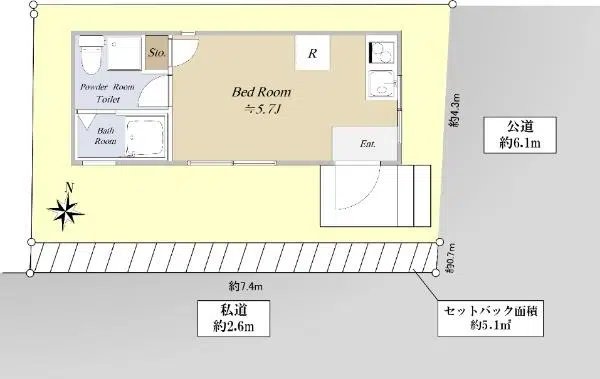 Sto.
R
Powder Room
Toilet
Bed Room
≒5.7J
Bath
Room
Ent.
N
約4.3m
公道
約6.1m
約0.7m
約7.4m
私道
約2.6m
セットバック面積
約5.1㎡